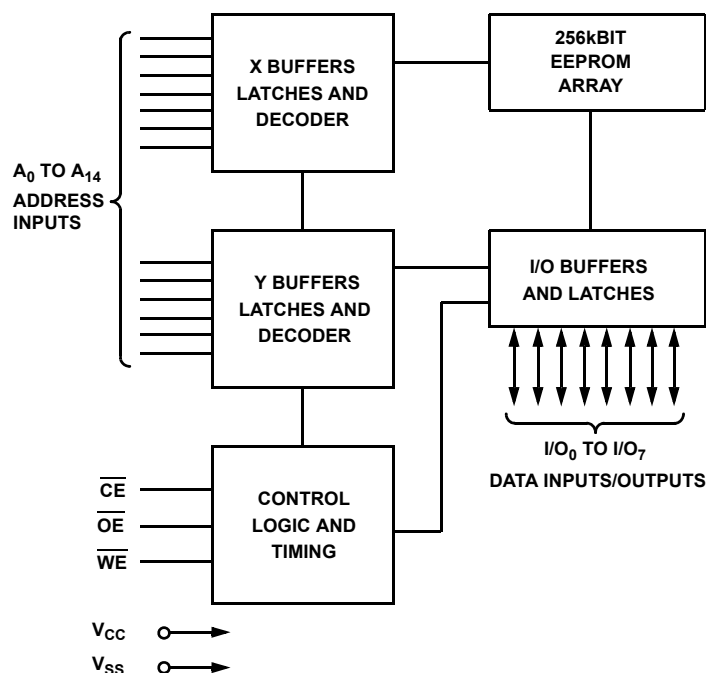 X BUFFERS
LATCHES AND
DECODER
256kBIT
EEPROM
ARRAY
A0 TO A14
ADDRESS
INPUTS
Y BUFFERS
LATCHES AND
DECODER
I/O BUFFERS
AND LATCHES
I/O0 TO I/O7
DATA INPUTS/OUTPUTS
CE
OE
WE
CONTROL
LOGIC AND
TIMING
VCC
VSS